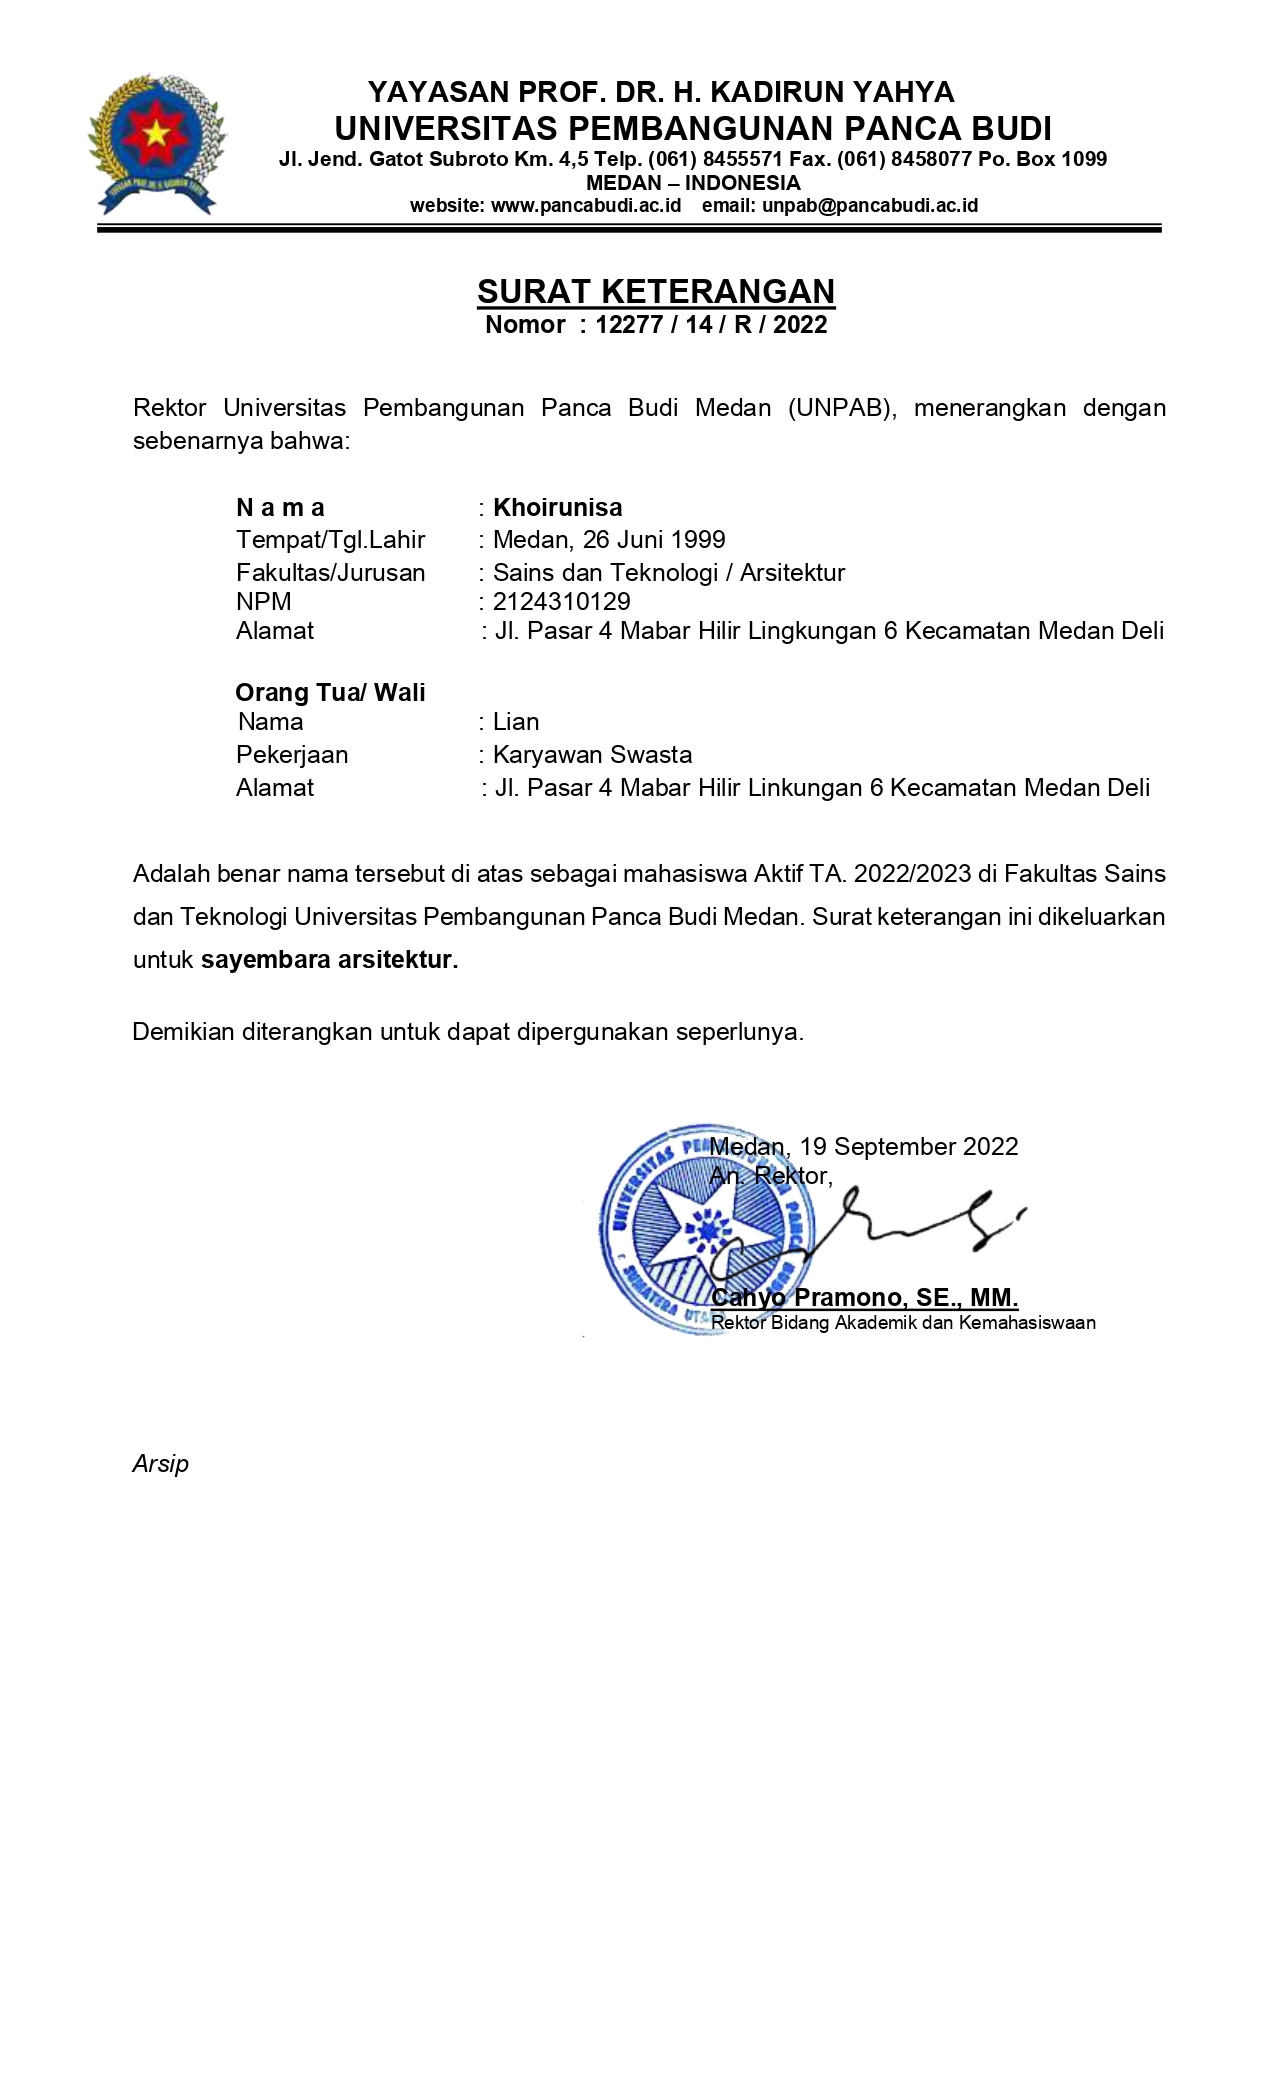 YAYASAN PROF. DR. H. KADIRUN YAHYA
UNIVERSITAS PEMBANGUNAN PANCA BUDI
Jl. Jend. Gatot Subroto Km. 4,5 Telp. (061) 8455571 Fax. (061) 8458077 Po. Box 1099
MEDAN – INDONESIA
website: www.pancabudi.ac.id email: unpab@pancabudi.ac.id
YAYASAN PROF. DR. H. KADIRUN YAHYA
SURAT KETERANGAN
Nomor : 12277 / 14 / R / 2022
Rektor Universitas Pembangunan Panca Budi Medan (UNPAB), menerangkan dengan
sebenarnya bahwa:
N a m a : Khoirunisa
Tempat/Tgl.Lahir : Medan, 26 Juni 1999
Fakultas/Jurusan : Sains dan Teknologi / Arsitektur
NPM : 2124310129
Alamat : Jl. Pasar 4 Mabar Hilir Lingkungan 6 Kecamatan Medan Deli
Orang Tua/ Wali
Nama : Lian
Pekerjaan : Karyawan Swasta
Alamat : Jl. Pasar 4 Mabar Hilir Linkungan 6 Kecamatan Medan Deli
Adalah benar nama tersebut di atas sebagai mahasiswa Aktif TA. 2022/2023 di Fakultas Sains
dan Teknologi Universitas Pembangunan Panca Budi Medan. Surat keterangan ini dikeluarkan
untuk sayembara arsitektur.
Demikian diterangkan untuk dapat dipergunakan seperlunya.
Medan, 19 September 2022
An. Rektor,
UNIVERSITAS PANCA BUDI
SUMATERA UTARA
Cahyo Pramono, SE., MM.
Rektor Bidang Akademik dan Kemahasiswaan
Arsip